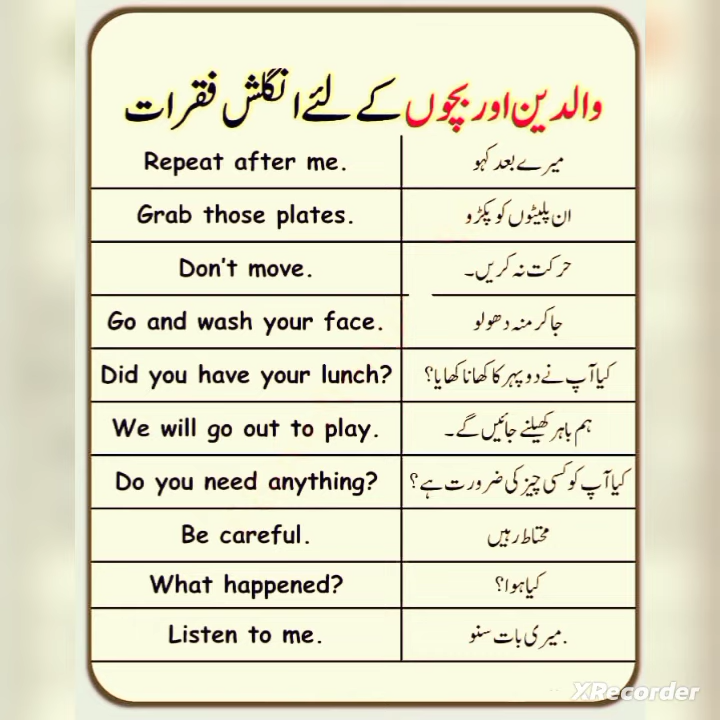 والدین اور بچوں کے لئے انگلش فقرات
Repeat after me. میرے بعد کہو
Grab those plates. ان پلیٹوں کو پکڑو
Don't move. حرکت نہ کریں۔
Go and wash your face. جا کر منہ دھو لو
Did you have your lunch? کیا آپ نے دوپہر کا کھانا کھایا؟
We will go out to play. ہم باہر کھیلنے جائیں گے۔
Do you need anything? کیا آپ کو کسی چیز کی ضرورت ہے؟
Be careful. محتاط رہیں
What happened? کیا ہوا؟
Listen to me. میری بات سنو.
XRecorder